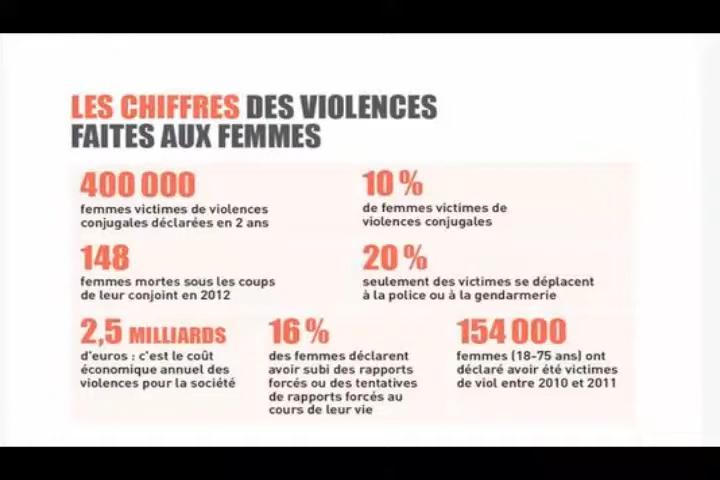 LES CHIFFRES DES VIOLENCES
FAITES AUX FEMMES
400 000
femmes victimes de violences
conjugales déclarées en 2 ans
10 %
de femmes victimes de
violences conjugales
148
femmes mortes sous les coups
de leur conjoint en 2012
20 %
seulement des victimes se déplacent
à la police ou à la gendarmerie
2,5 MILLIARDS
d'euros : c'est le coût
économique annuel des
violences pour la société
16 %
des femmes déclarent
avoir subi des rapports
forcés ou des tentatives
de rapports forcés au
cours de leur vie
154 000
femmes (18-75 ans) ont
déclaré avoir été victimes
de viol entre 2010 et 2011